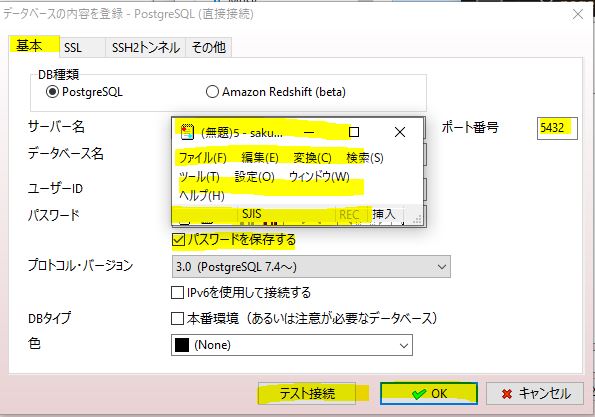 データベースの内容を登録 - PostgreSQL (直接接続)
基本 SSL SSH2トンネル その他
DB種類
PostgreSQL Amazon Redshift (beta)
サーバー名 ポート番号 5432
データベース名
ユーザーID
パスワード
(無題)5 - saku...
ファイル(F) 編集(E) 変換(C) 検索(S)
ツール(T) 設定(O) ウィンドウ(W)
ヘルプ(H)
SJIS REC 挿入
パスワードを保存する
プロトコル・バージョン 3.0 (PostgreSQL 7.4～)
IPv6を使用して接続する
DBタイプ 本番環境（あるいは注意が必要なデータベース）
色 (None)
テスト接続 OK キャンセル